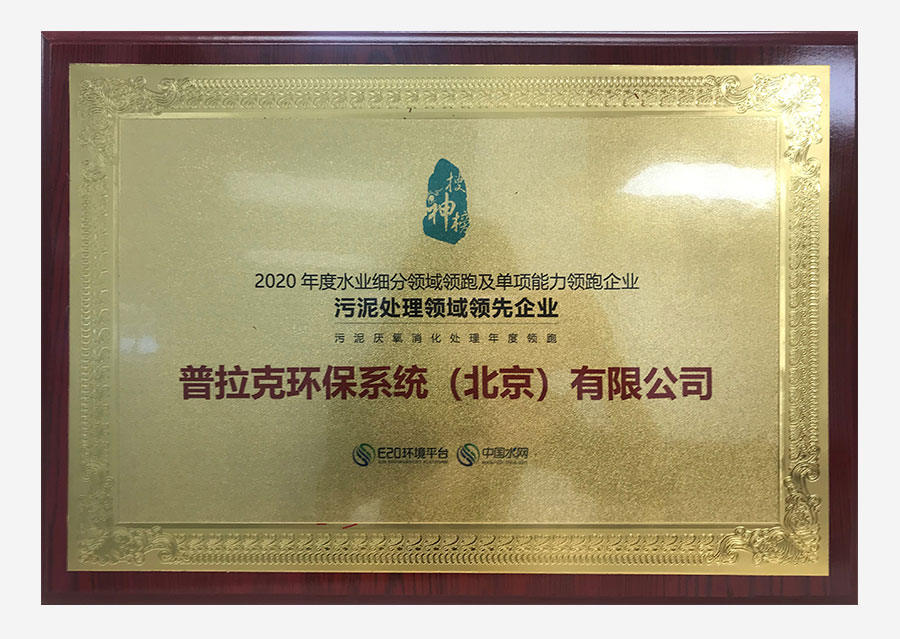 搜
神榜
2020 年度水业细分领域领跑及单项能力领跑企业
污泥处理领域领先企业
污泥厌氧消化处理年度领跑
普拉克环保系统（北京）有限公司
E20环境平台 中国水网